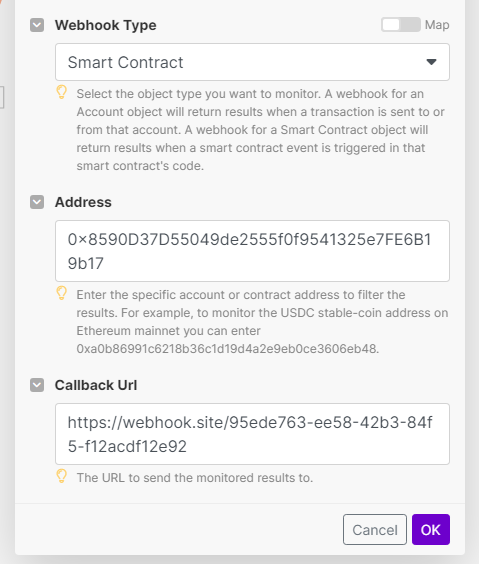 Webhook Type
Map
Smart Contract
Select the object type you want to monitor. A webhook for an
Account object will return results when a transaction is sent to or
from that account. A webhook for a Smart Contract object will
return results when a smart contract event is triggered in that
smart contract's code.
Address
0x8590D37D55049de2555f0f9541325e7FE6B1
9b17
Enter the specific account or contract address to filter the
results. For example, to monitor the USDC stable-coin address on
Ethereum mainnet you can enter
0xa0b86991c6218b36c1d19d4a2e9eb0ce3606eb48.
Callback Url
https://webhook.site/95ede763-ee58-42b3-84f
5-f12acdf12e92
The URL to send the monitored results to.
Cancel
OK